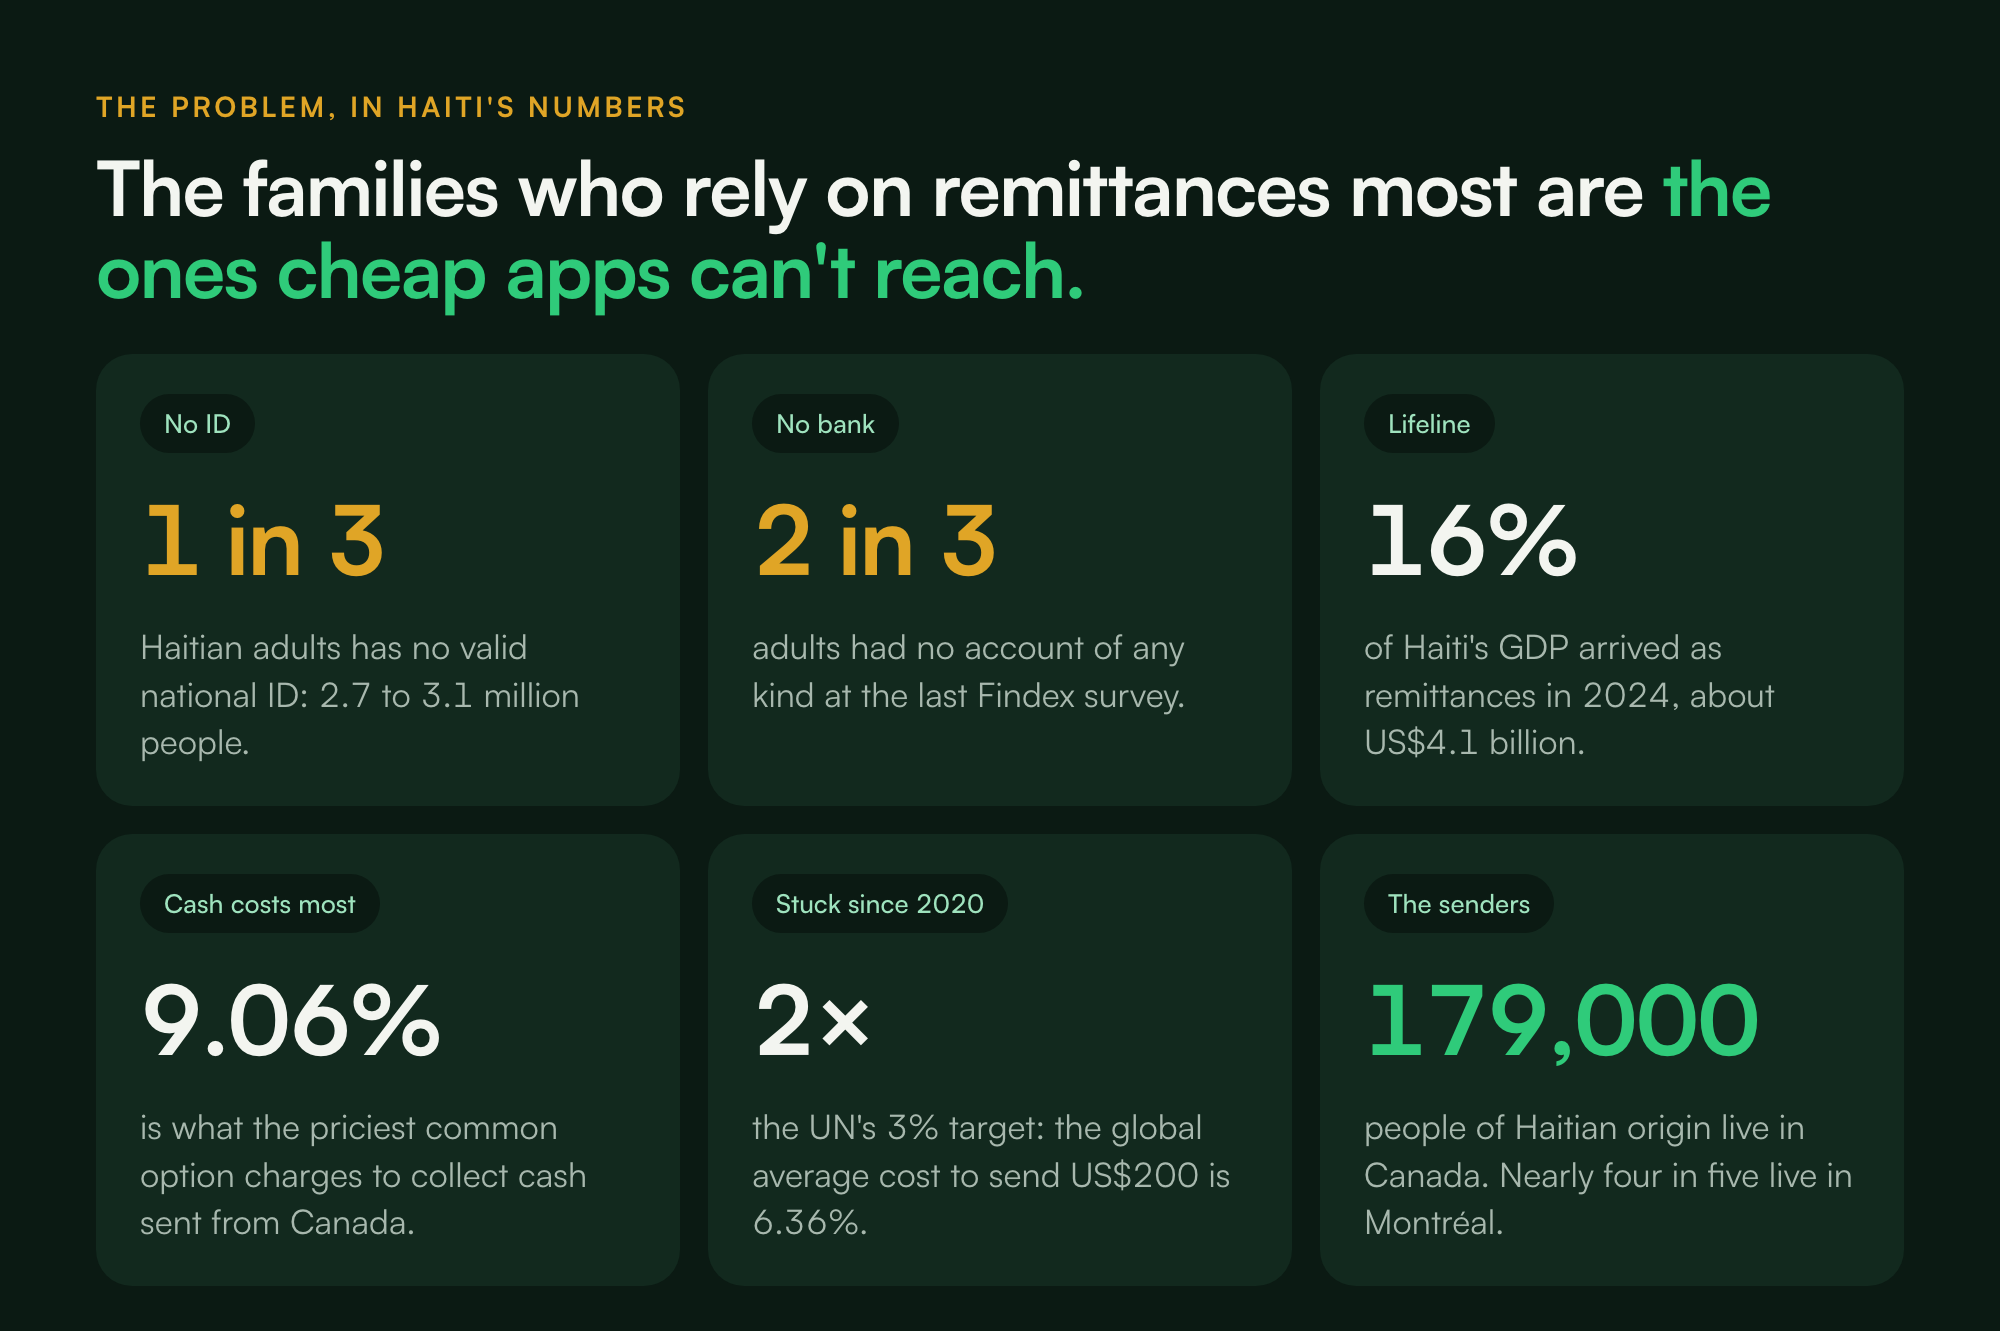 THE PROBLEM, IN HAITI'S NUMBERS
The families who rely on remittances most are the
ones cheap apps can't reach.
No ID
1 in 3
Haitian adults has no valid
national ID: 2.7 to 3.1 million
people.
No bank
2 in 3
adults had no account of any
kind at the last Findex survey.
Lifeline
16%
of Haiti's GDP arrived as
remittances in 2024, about
US$4.1 billion.
Cash costs most
9.06%
is what the priciest common
option charges to collect cash
sent from Canada.
Stuck since 2020
2×
the UN's 3% target: the global
average cost to send US$200 is
6.36%.
The senders
179,000
people of Haitian origin live in
Canada. Nearly four in five live in
Montréal.